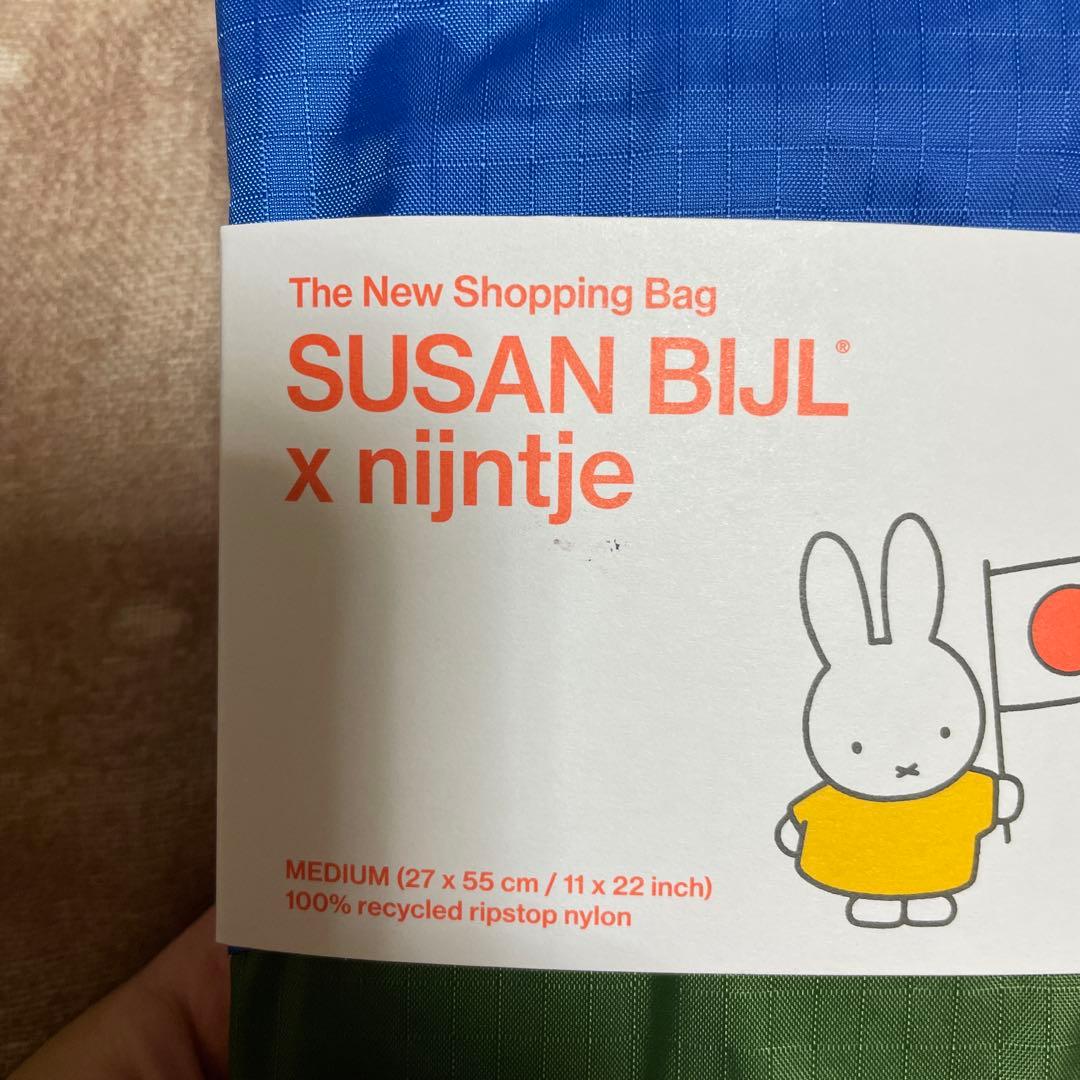 The New Shopping Bag
SUSAN BIJL®
x nijntje
MEDIUM (27 x 55 cm / 11 x 22 inch)
100% recycled ripstop nylon